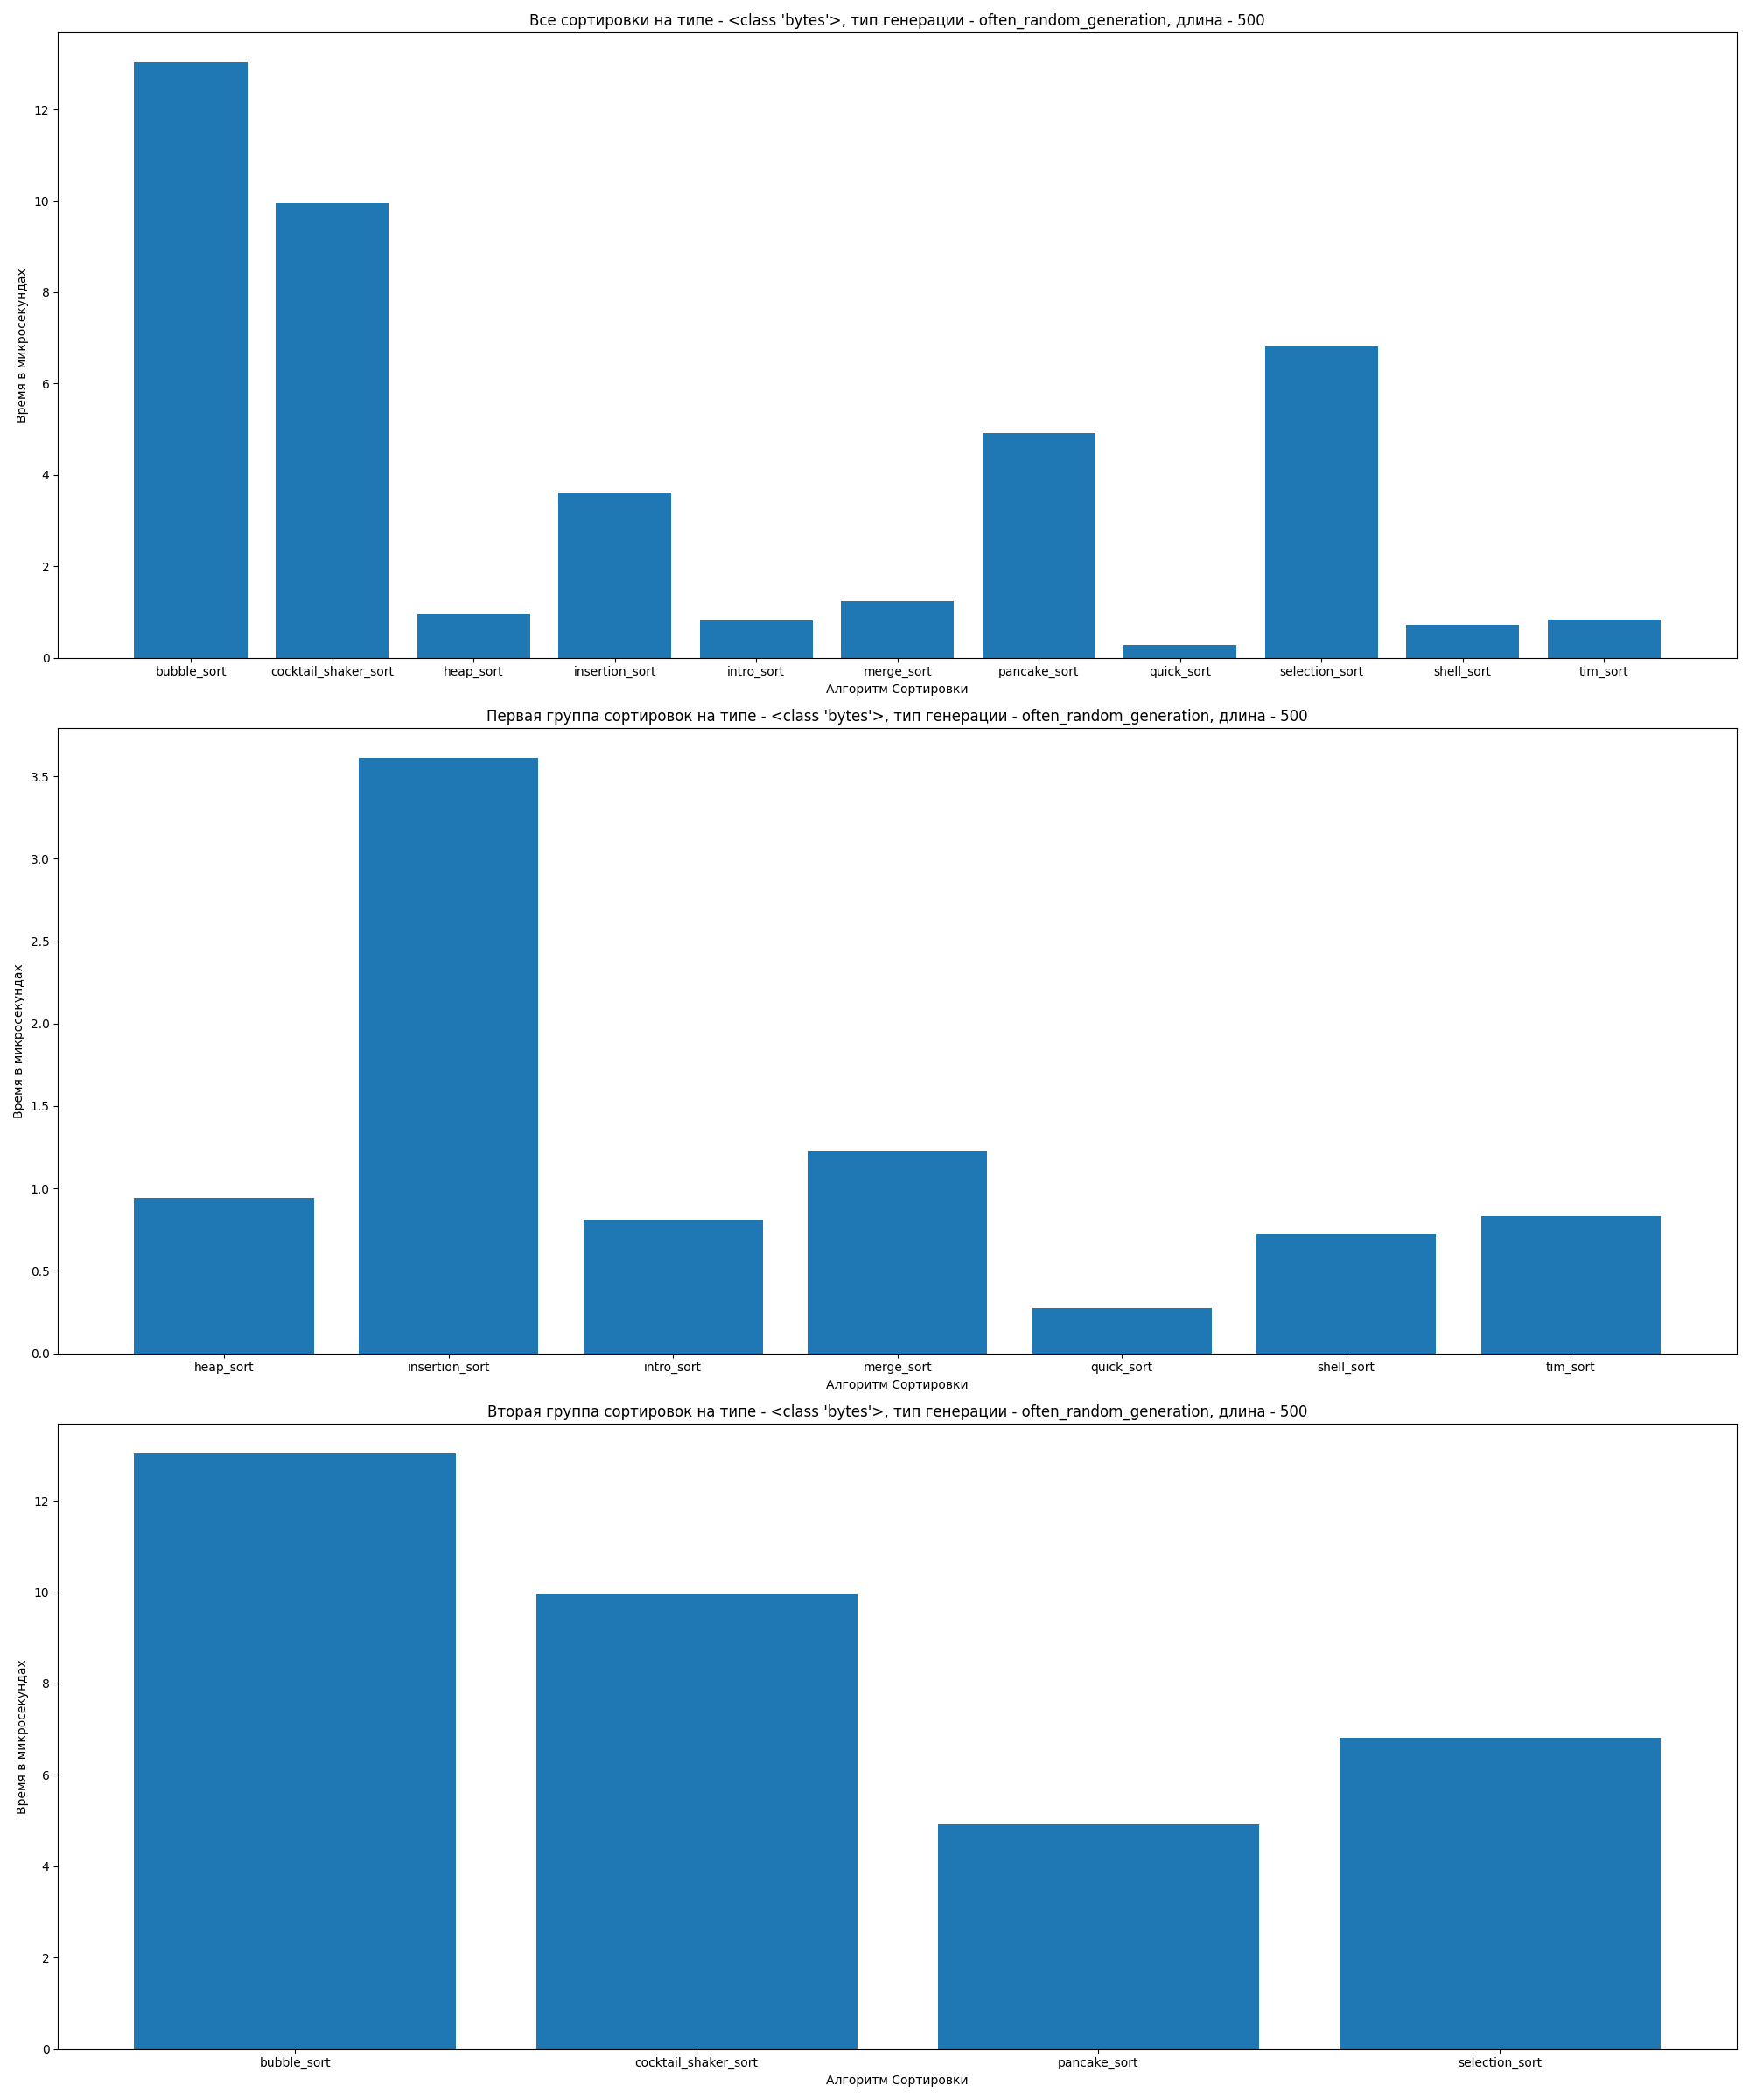 Все сортировки на типе - <class 'bytes'>, тип генерации - often_random_generation, длина - 500
Время в микросекундах
12
10
8
6
4
2
0
bubble_sort cocktail_shaker_sort heap_sort insertion_sort intro_sort merge_sort pancake_sort quick_sort selection_sort shell_sort tim_sort
Алгоритм Сортировки
Первая группа сортировок на типе - <class 'bytes'>, тип генерации - often_random_generation, длина - 500
Время в микросекундах
3.5
3.0
2.5
2.0
1.5
1.0
0.5
0.0
heap_sort insertion_sort intro_sort merge_sort quick_sort shell_sort tim_sort
Алгоритм Сортировки
Вторая группа сортировок на типе - <class 'bytes'>, тип генерации - often_random_generation, длина - 500
Время в микросекундах
12
10
8
6
4
2
0
bubble_sort cocktail_shaker_sort pancake_sort selection_sort
Алгоритм Сортировки